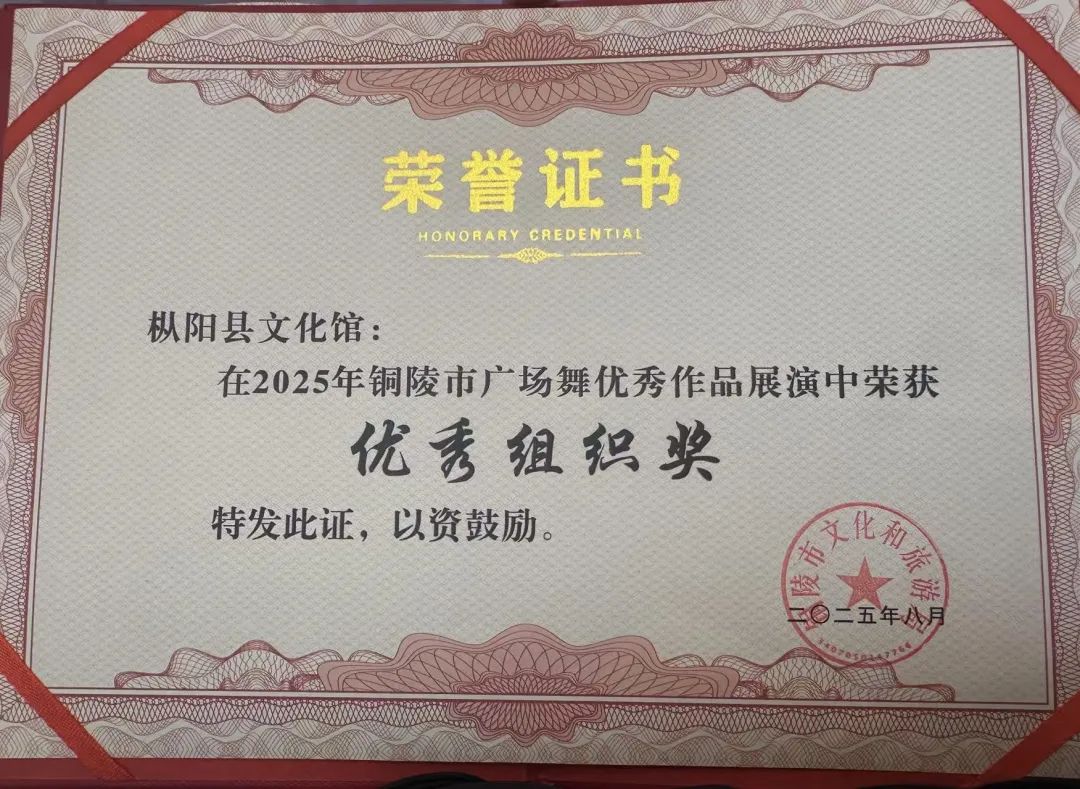 荣誉证书
HONORARY CREDENTIAL
枞阳县文化馆：
在2025年铜陵市广场舞优秀作品展演中荣获
优秀组织奖
特发此证，以资鼓励。
铜陵市文化和旅游局
二〇二五年八月